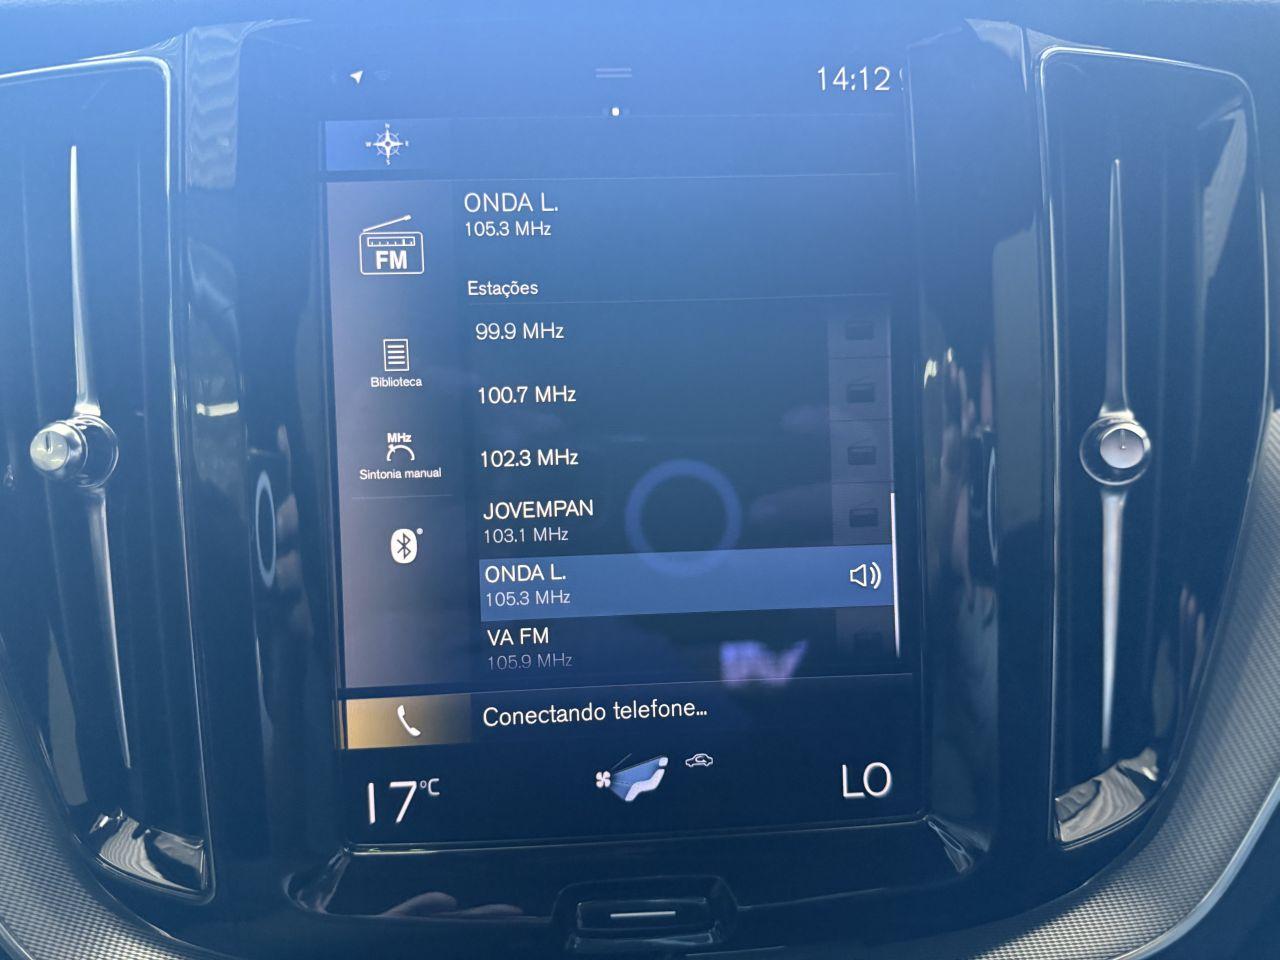 14:12
N
W E
S
ONDA L.
105.3 MHz
FM
Estações
99.9 MHz
Biblioteca
100.7 MHz
MHz
Sintonia manual
102.3 MHz
JOVEMPAN
103.1 MHz
ONDA L.
105.3 MHz
VA FM
105.9 MHz
Conectando telefone...
17°C
LO